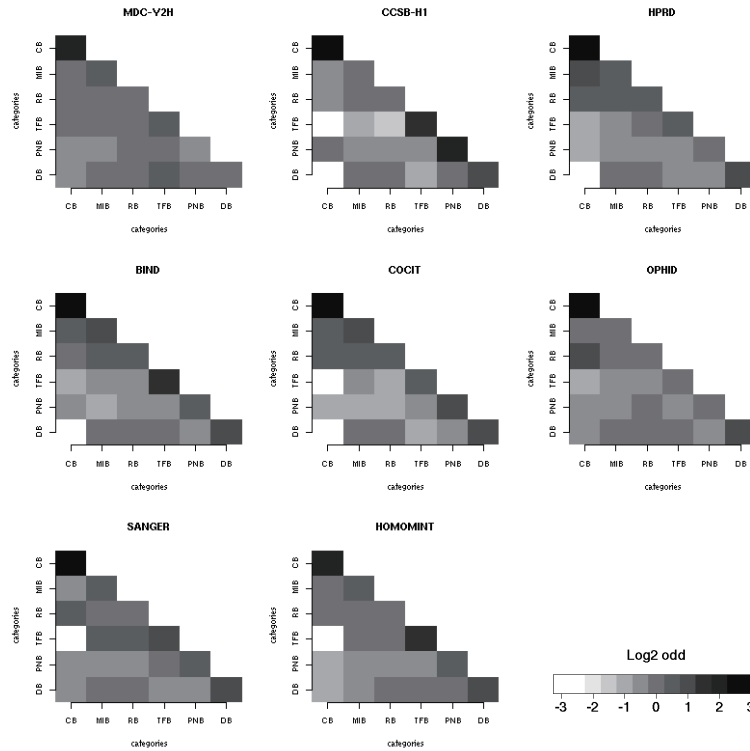 MDC-Y2H
CCSB-H1
HPRD
categories
CB
MIB
RB
TFB
PNB
DB
CB MIB RB TFB PNB DB
categories
categories
CB
MIB
RB
TFB
PNB
DB
CB MIB RB TFB PNB DB
categories
categories
CB
MIB
RB
TFB
PNB
DB
CB MIB RB TFB PNB DB
categories
BIND
COCIT
OPHID
categories
CB
MIB
RB
TFB
PNB
DB
CB MIB RB TFB PNB DB
categories
categories
CB
MIB
RB
TFB
PNB
DB
CB MIB RB TFB PNB DB
categories
categories
CB
MIB
RB
TFB
PNB
DB
CB MIB RB TFB PNB DB
categories
SANGER
HOMOMINT
categories
CB
MIB
RB
TFB
PNB
DB
CB MIB RB TFB PNB DB
categories
categories
CB
MIB
RB
TFB
PNB
DB
CB MIB RB TFB PNB DB
categories
Log2 odd
-3 -2 -1 0 1 2 3